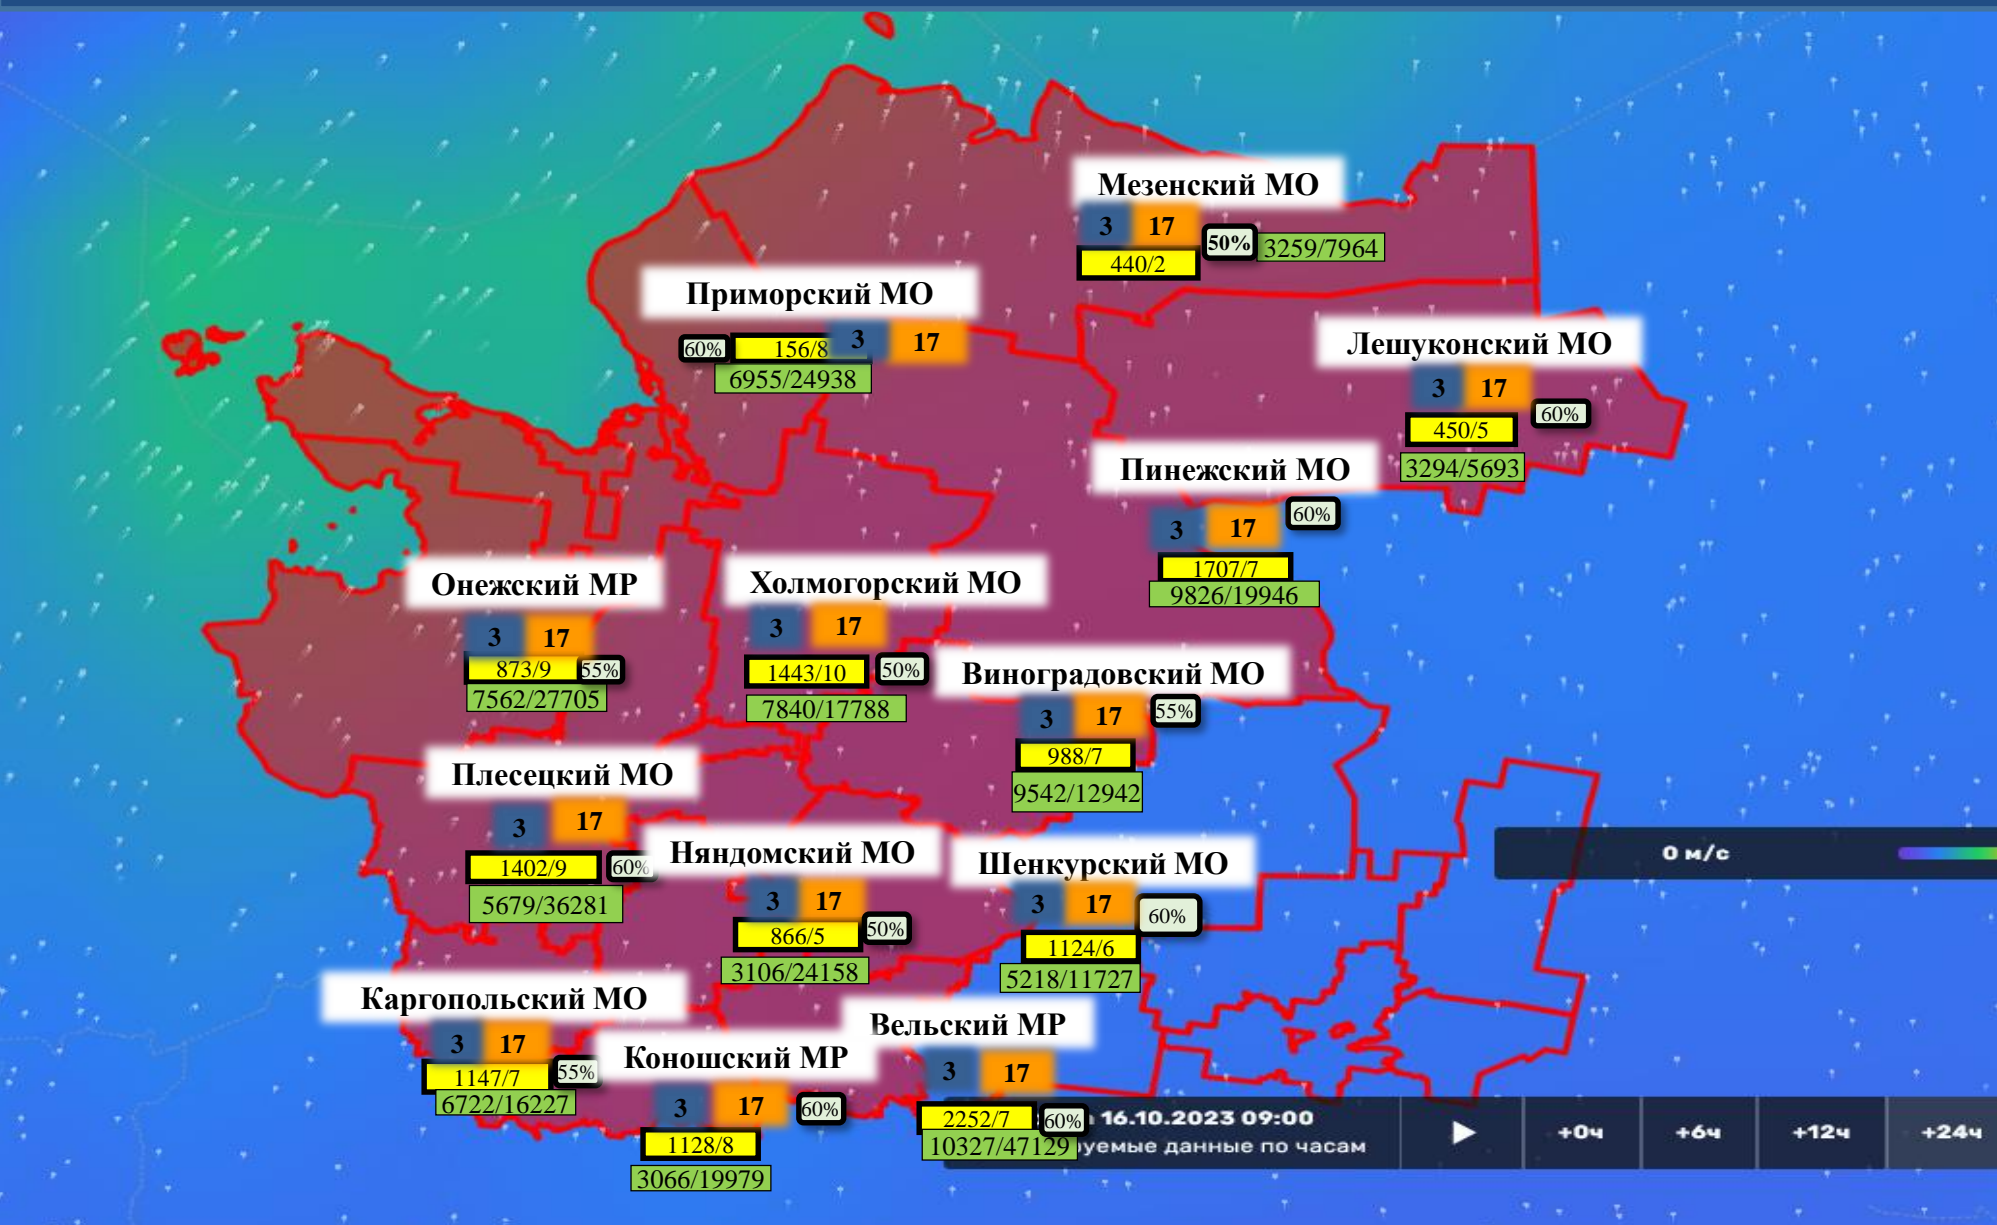 Мезенский МО
3 17
50% 3259/7964
440/2
Приморский МО
60% 156/8 3 17
6955/24938
Лешуконский МО
3 17
60%
450/5
3294/5693
Пинежский МО
3 17 60%
1707/7
9826/19946
Онежский МР
3 17
873/9 55%
7562/27705
Холмогорский МО
3 17
1443/10 50%
7840/17788
Виноградовский МО
3 17 55%
988/7
9542/12942
Плесецкий МО
3 17
1402/9 60%
5679/36281
Няндомский МО
3 17
866/5 50%
3106/24158
Шенкурский МО
3 17 60%
1124/6
5218/11727
0 м/с
Каргопольский МО
3 17
1147/7 55%
6722/16227
Коношский МР
3 17 60%
1128/8
3066/19979
Вельский МР
3 17
2252/7 60%
10327/47129
16.10.2023 09:00
данные по часам
+0ч +6ч +12ч +24ч